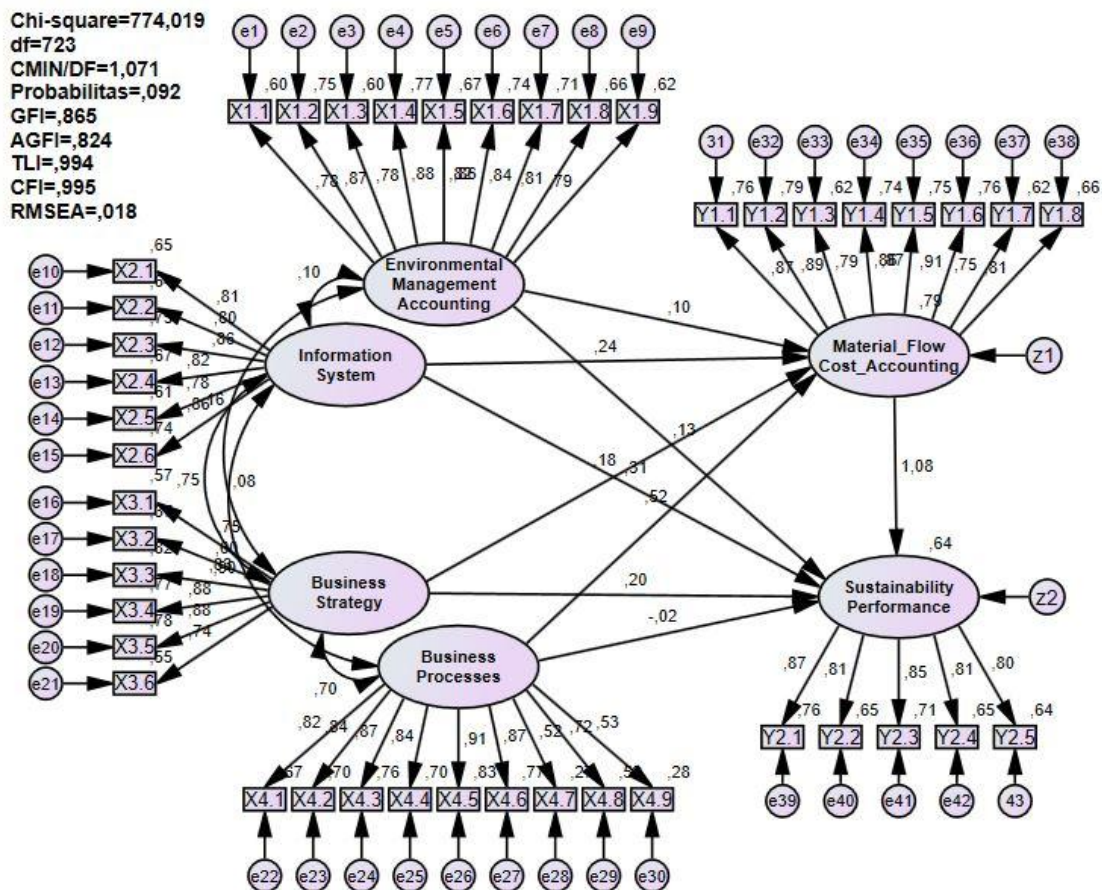 Chi-square=774,019
df=723
CMIN/DF=1,071
Probabilitas=,092
GFI=,865
AGFI=,824
TLI=,994
CFI=,995
RMSEA=,018
e1 e2 e3 e4 e5 e6 e7 e8 e9
,60 ,75 ,60 ,77 ,67 ,74 ,71 ,66 ,62
X1.1 X1.2 X1.3 X1.4 X1.5 X1.6 X1.7 X1.8 X1.9
,78 ,87 ,78 ,88 ,84 ,81 ,79
31 e32 e33 e34 e35 e36 e37 e38
,76 ,79 ,62 ,74 ,75 ,76 ,62 ,66
Y1.1 Y1.2 Y1.3 Y1.4 Y1.5 Y1.6 Y1.7 Y1.8
,87 ,89 ,79 ,91 ,75 ,81
,79
Environmental
Management
Accounting
,10
Information
System
Material_Flow
Cost_Accounting
z1
,10
,24
e10 X2.1 ,65
e11 X2.2
e12 X2.3
e13 X2.4
e14 X2.5
e15 X2.6
,81
,80
,86
,82
,78
,86
,16
,74
,57
,75
,08
,13
,18
,31
,52
1,08
e16 X3.1
e17 X3.2
e18 X3.3
e19 X3.4
e20 X3.5
e21 X3.6
,75
,77
,88
,88
,78
,74
,55
Business
Strategy
,20
-,02
,64
Sustainability
Performance
z2
Business
Processes
,70
,82 ,84 ,87 ,84 ,91 ,87 ,52 ,72 ,53
,67 ,70 ,76 ,70 ,83 ,77 ,28
X4.1 X4.2 X4.3 X4.4 X4.5 X4.6 X4.7 X4.8 X4.9
e22 e23 e24 e25 e26 e27 e28 e29 e30
,87 ,81 ,85 ,81 ,80
,76 ,65 ,71 ,65 ,64
Y2.1 Y2.2 Y2.3 Y2.4 Y2.5
e39 e40 e41 e42 43